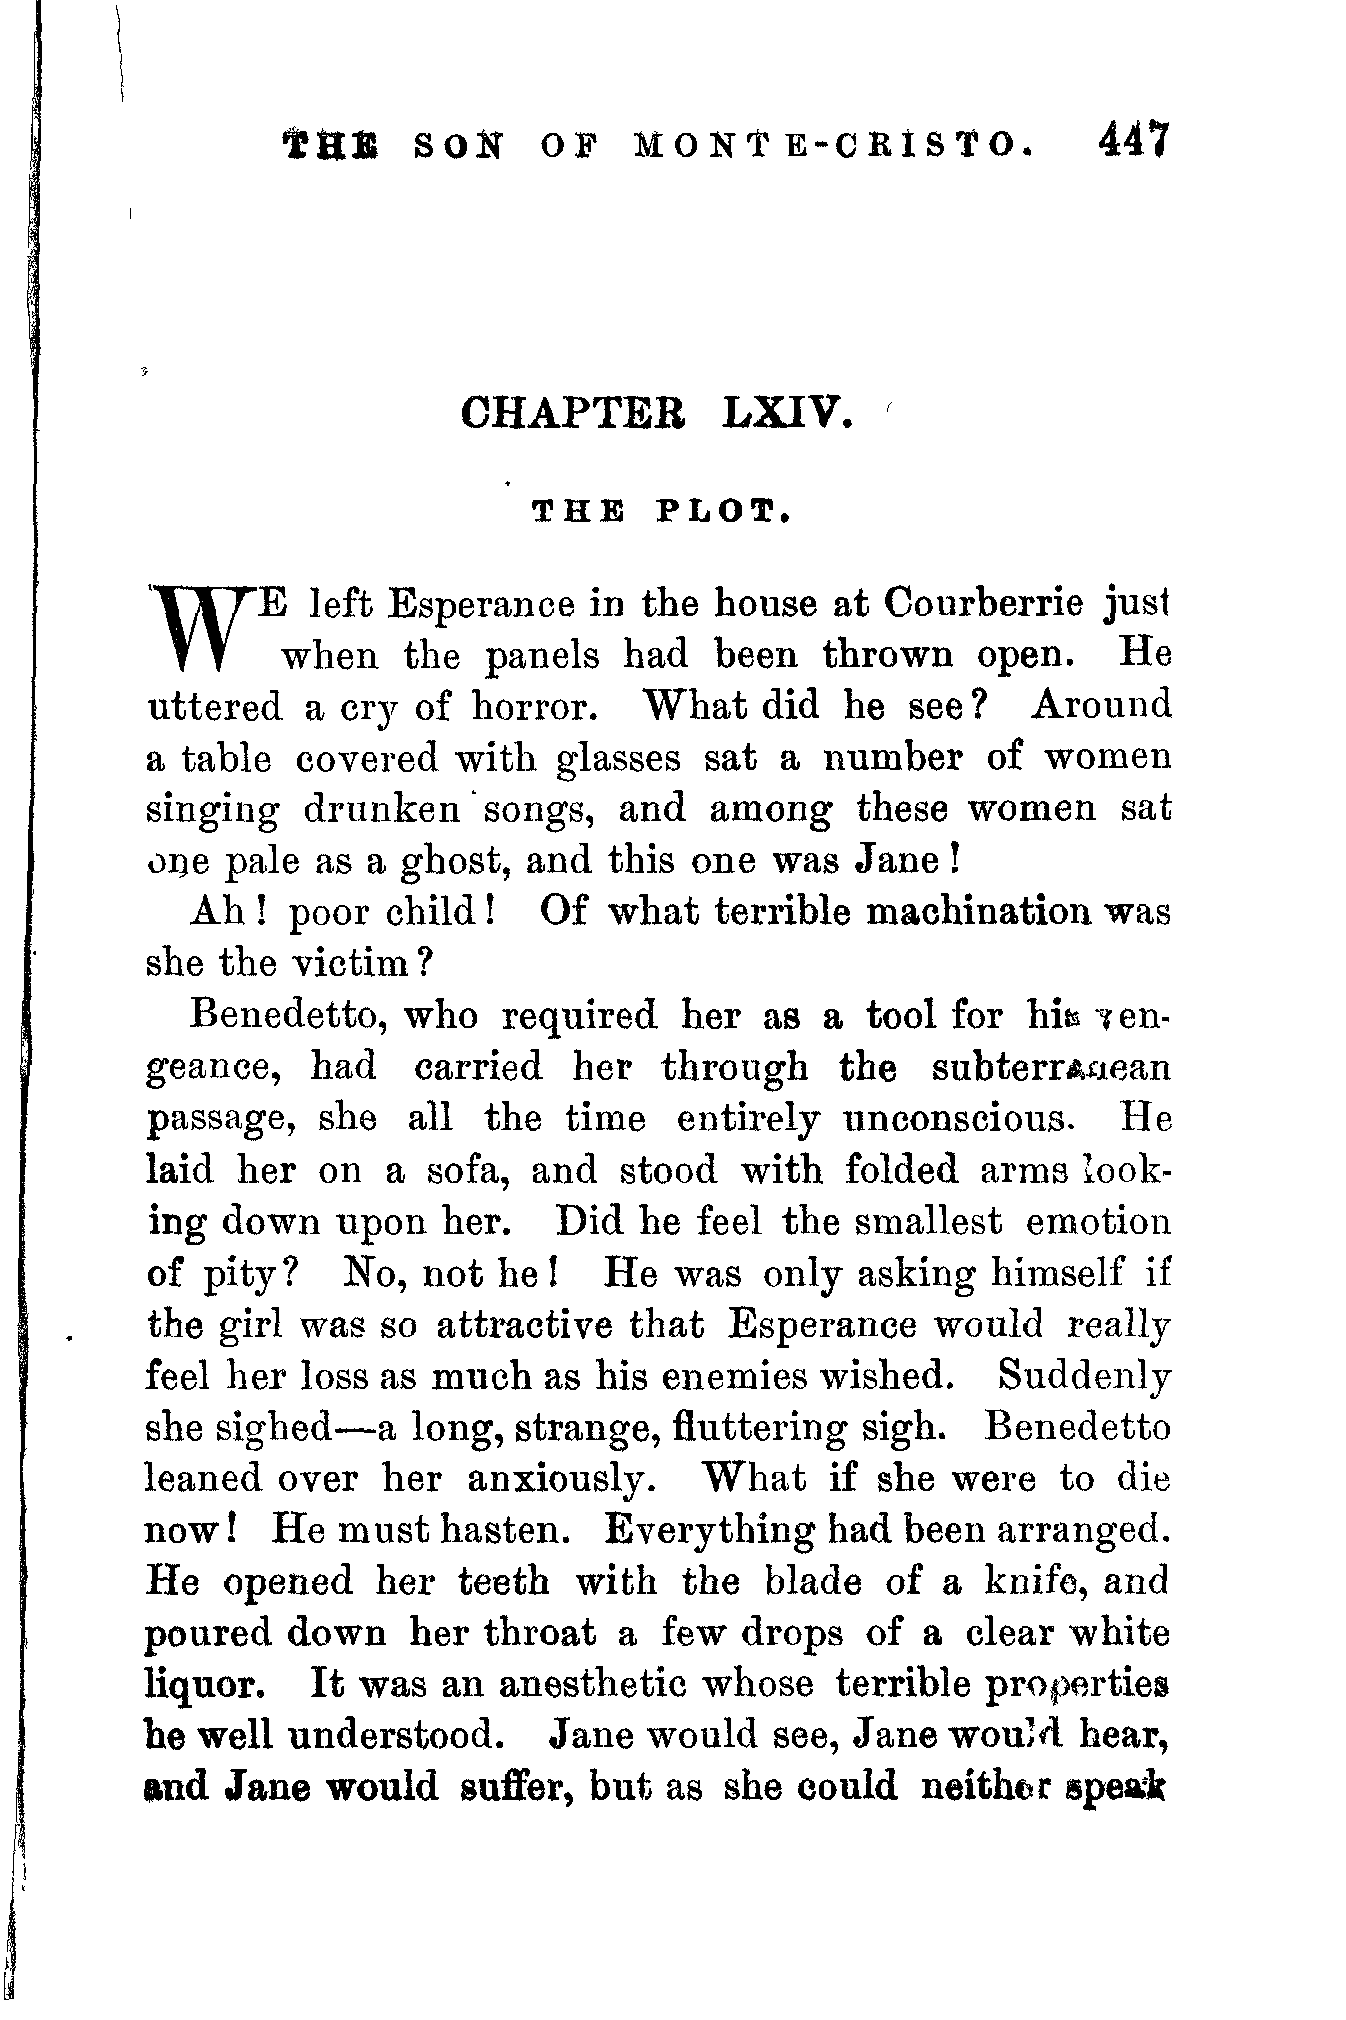 THE SON OF MONTE-CRISTO. 447
CHAPTER LXIV.
THE PLOT.
WE left Esperance in the house at Courberrie just
when the panels had been thrown open. He
uttered a cry of horror. What did he see? Around
a table covered with glasses sat a number of women
singing drunken songs, and among these women sat
one pale as a ghost, and this one was Jane!
Ah! poor child! Of what terrible machination was
she the victim?
Benedetto, who required her as a tool for his ven-
geance, had carried her through the subterranean
passage, she all the time entirely unconscious. He
laid her on a sofa, and stood with folded arms look-
ing down upon her. Did he feel the smallest emotion
of pity? No, not he! He was only asking himself if
the girl was so attractive that Esperance would really
feel her loss as much as his enemies wished. Suddenly
she sighed—a long, strange, fluttering sigh. Benedetto
leaned over her anxiously. What if she were to die
now! He must hasten. Everything had been arranged.
He opened her teeth with the blade of a knife, and
poured down her throat a few drops of a clear white
liquor. It was an anesthetic whose terrible properties
he well understood. Jane would see, Jane would hear,
and Jane would suffer, but as she could neither speak